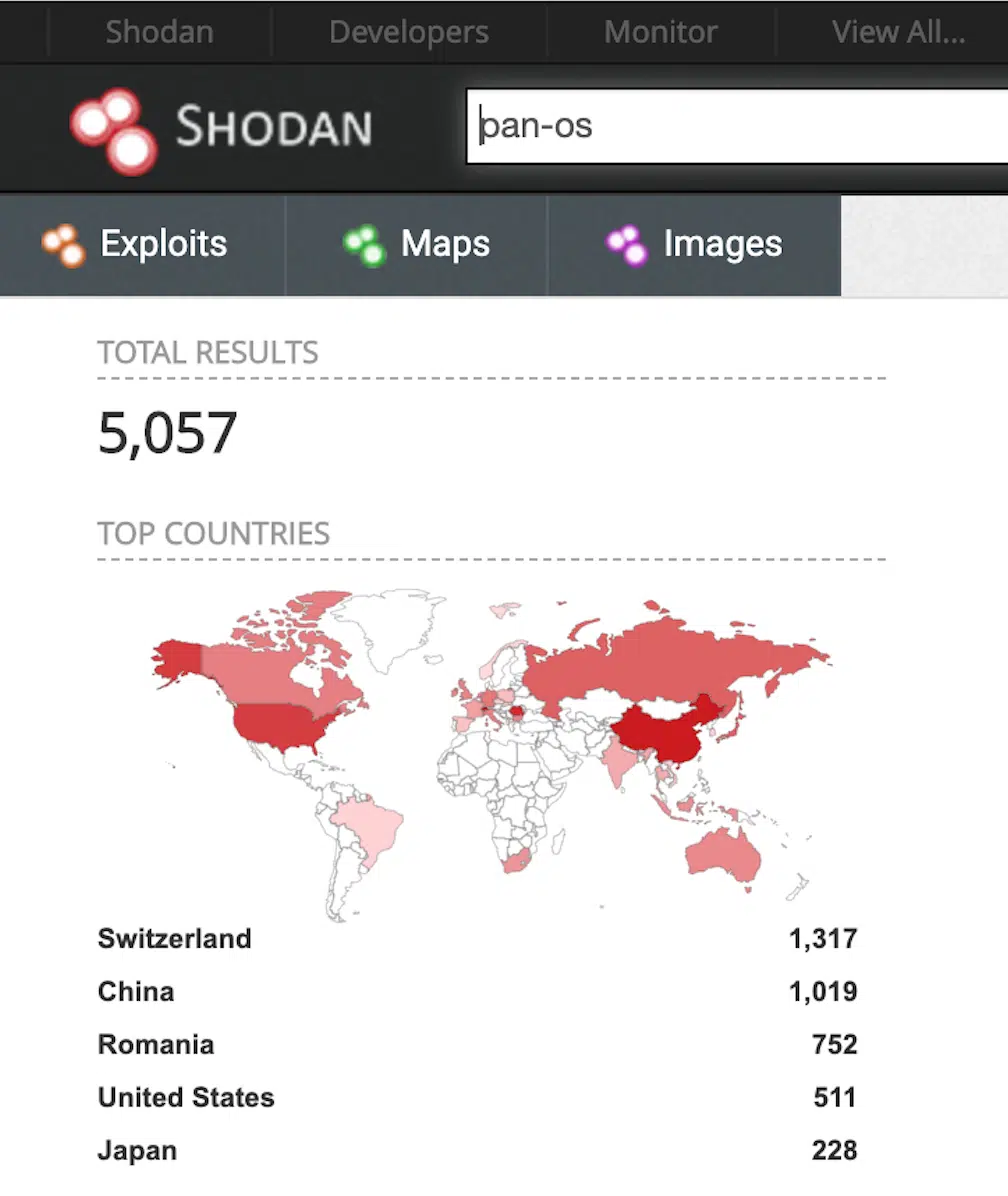 Shodan Developers Monitor View All...
SHODAN pan-os
Exploits Maps Images
TOTAL RESULTS
5,057
TOP COUNTRIES
Switzerland 1,317
China 1,019
Romania 752
United States 511
Japan 228